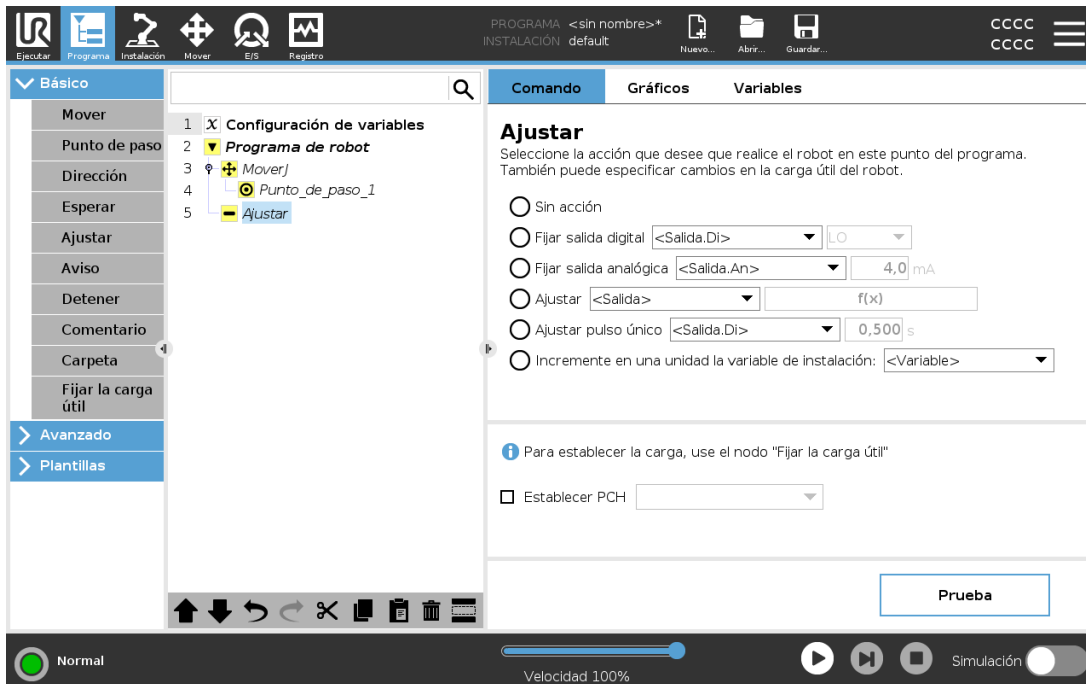 PROGRAMA <sin nombre>*
INSTALACIÓN default
CCCC
CCCC
Ejecutar Programa Instalación Mover E/S Registro Nuevo... Abrir... Guardar...
Básico
Mover
Punto de paso
Dirección
Esperar
Ajustar
Aviso
Detener
Comentario
Carpeta
Fijar la carga
útil
Avanzado
Plantillas
1 X Configuración de variables
2 Programa de robot
3 MoverJ
4 Punto_de_paso_1
5 Ajustar
Comando Gráficos Variables
Ajustar
Seleccione la acción que desee que realice el robot en este punto del programa.
También puede especificar cambios en la carga útil del robot.
Sin acción
Fijar salida digital <Salida.Di> LO
Fijar salida analógica <Salida.An> 4,0 mA
Ajustar <Salida> f(x)
Ajustar pulso único <Salida.Di> 0,500 s
Incremente en una unidad la variable de instalación: <Variable>
Para establecer la carga, use el nodo "Fijar la carga útil"
Establecer PCH
Prueba
Normal
Velocidad 100%
Simulación